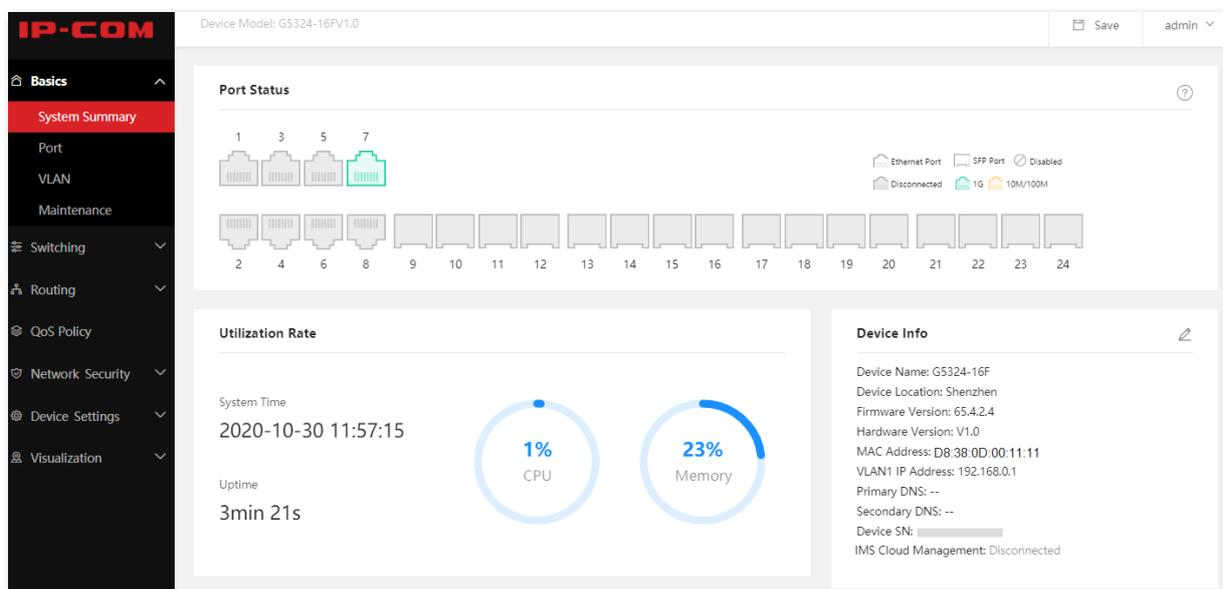 IP-COM
Device Model: G5324-16FV1.0
Save
admin
Basics
System Summary
Port
VLAN
Maintenance
Switching
Routing
QoS Policy
Network Security
Device Settings
Visualization
Port Status
1 3 5 7
Ethernet Port SFP Port Disabled
Disconnected 1G 10M/100M
2 4 6 8 9 10 11 12 13 14 15 16 17 18 19 20 21 22 23 24
Utilization Rate
System Time
2020-10-30 11:57:15
Uptime
3min 21s
1%
CPU
23%
Memory
Device Info
Device Name: G5324-16F
Device Location: Shenzhen
Firmware Version: 65.4.2.4
Hardware Version: V1.0
MAC Address: D8:38:0D:00:11:11
VLAN1 IP Address: 192.168.0.1
Primary DNS: --
Secondary DNS: --
Device SN:
IMS Cloud Management: Disconnected